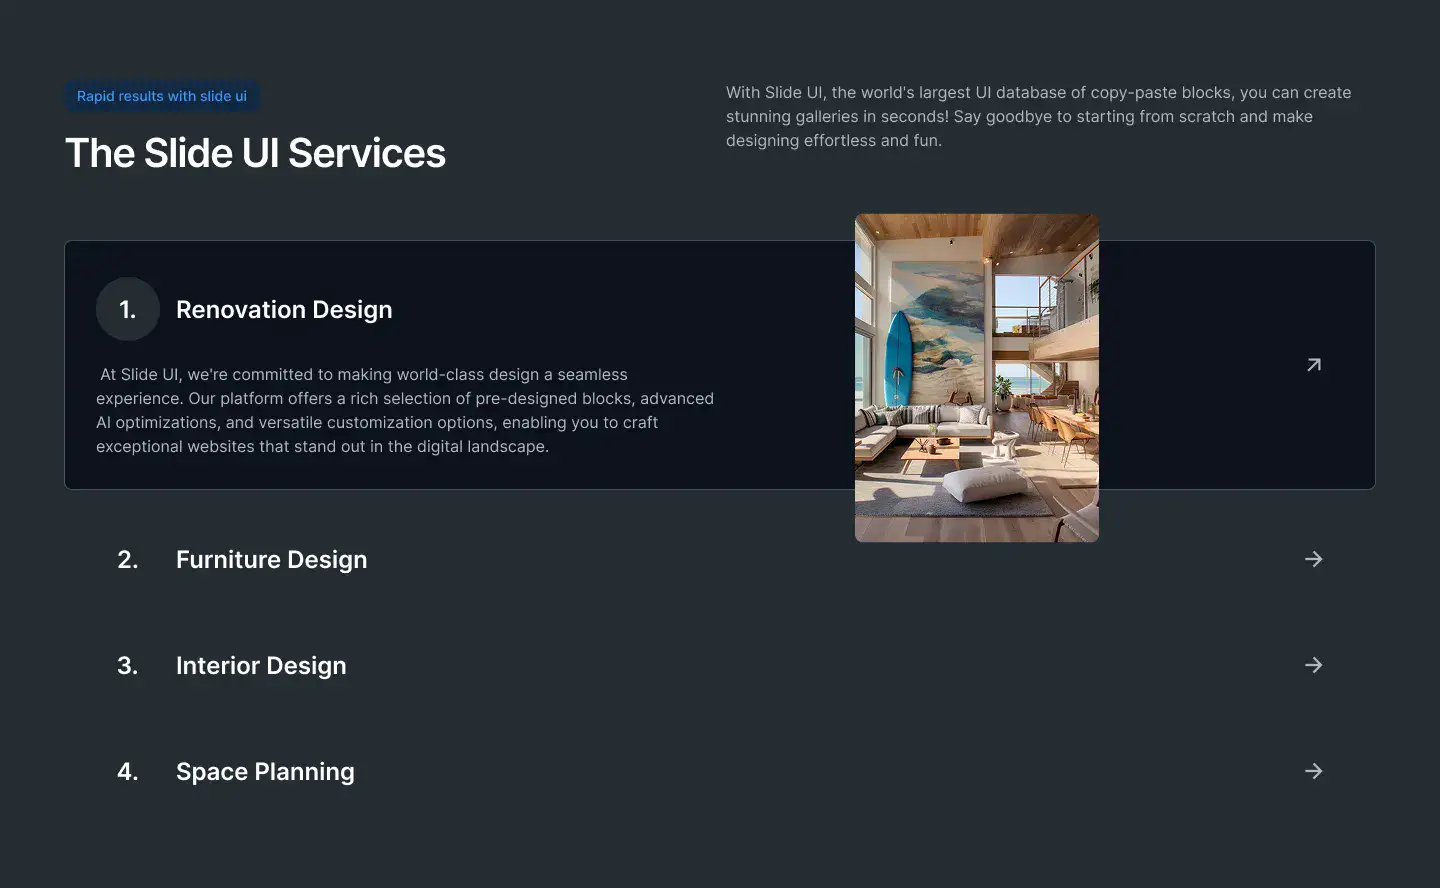 Rapid results with slide ui
The Slide UI Services
With Slide UI, the world's largest UI database of copy-paste blocks, you can create
stunning galleries in seconds! Say goodbye to starting from scratch and make
designing effortless and fun.
1. Renovation Design
At Slide UI, we're committed to making world-class design a seamless
experience. Our platform offers a rich selection of pre-designed blocks, advanced
AI optimizations, and versatile customization options, enabling you to craft
exceptional websites that stand out in the digital landscape.
2. Furniture Design
3. Interior Design
4. Space Planning